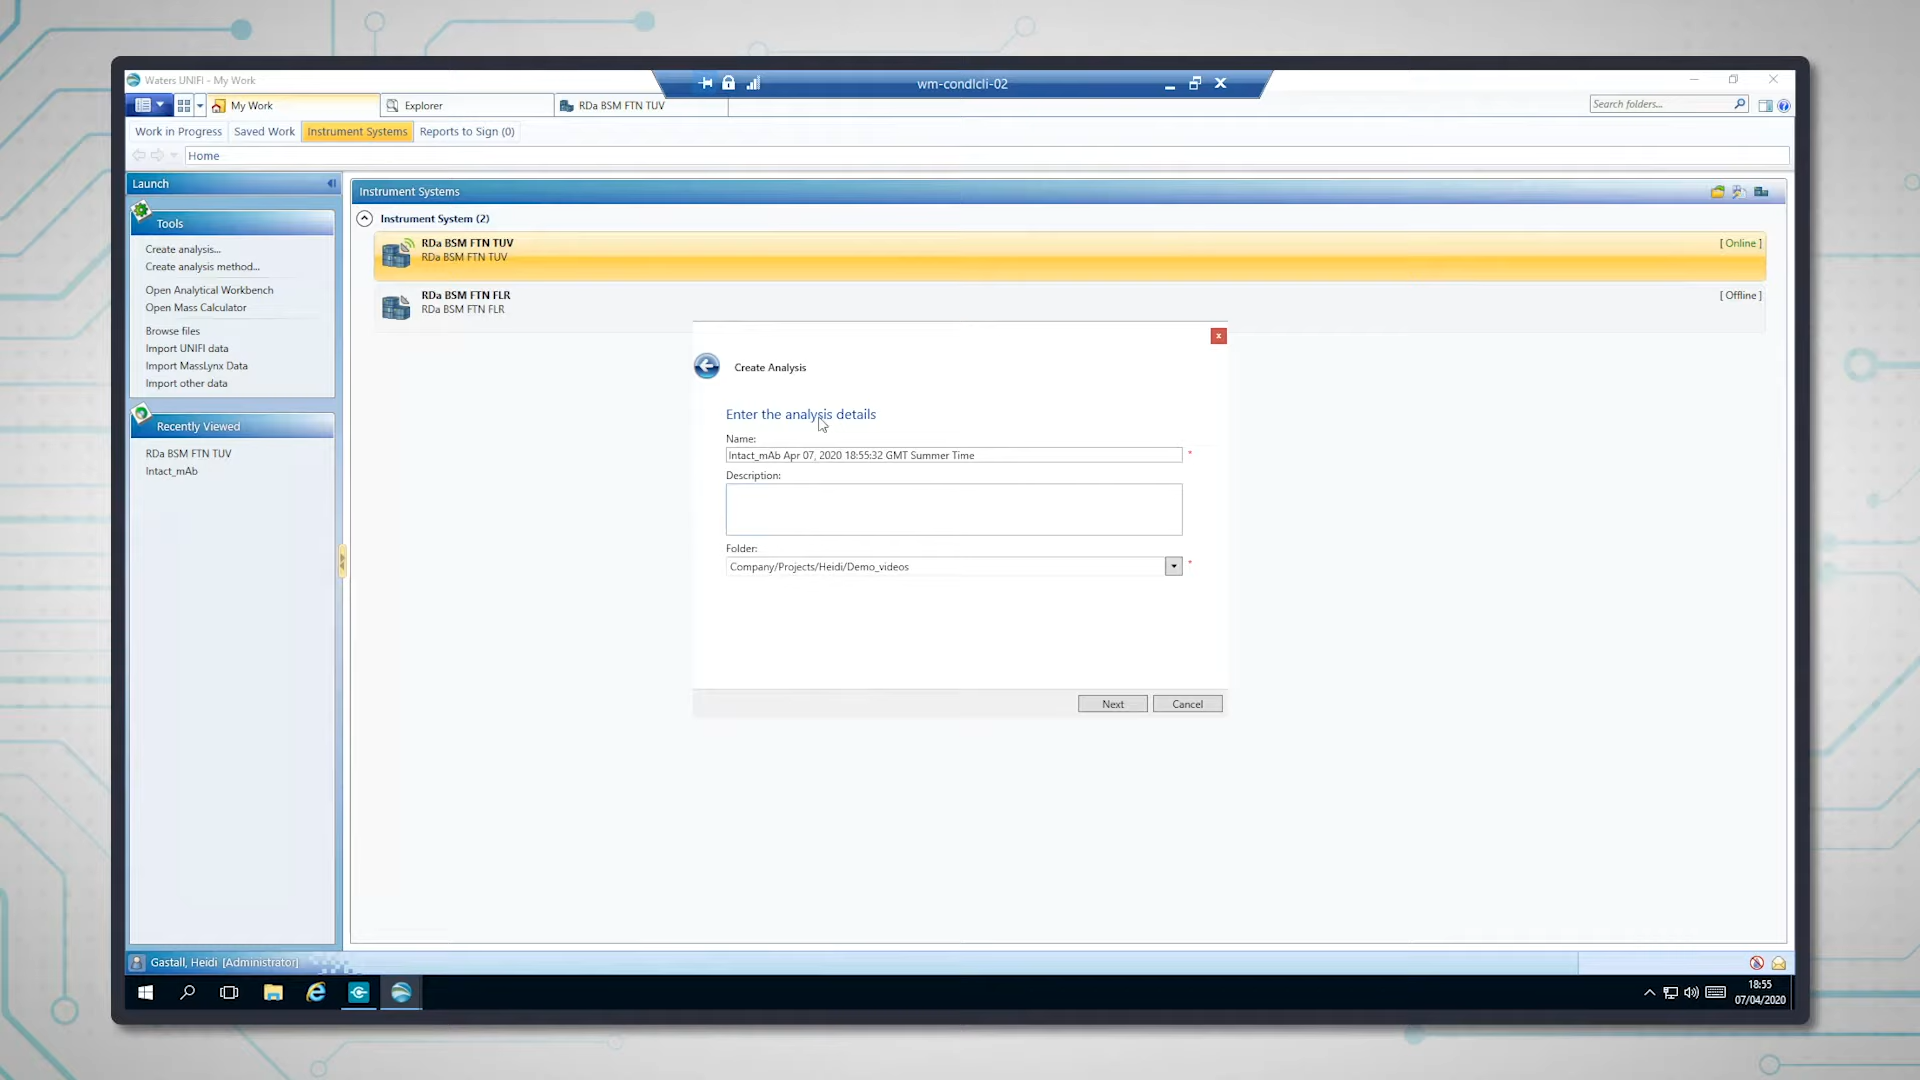 Waters UNIFI - My Work
wm-condlcli-02
My Work
Explorer
RDa BSM FTN TUV
Search folders...
Work in Progress
Saved Work
Instrument Systems
Reports to Sign (0)
Home
Launch
Tools
Create analysis...
Create analysis method...
Open Analytical Workbench
Open Mass Calculator
Browse files
Import UNIFI data
Import MassLynx Data
Import other data
Recently Viewed
RDa BSM FTN TUV
Intact_mAb
Instrument Systems
Instrument System (2)
RDa BSM FTN TUV
[ Online ]
RDa BSM FTN TUV
RDa BSM FTN FLR
[ Offline ]
RDa BSM FTN FLR
x
Create Analysis
Enter the analysis details
Name:
Intact_mAb Apr 07, 2020 18:55:32 GMT Summer Time *
Description:
Folder:
Company/Projects/Heidi/Demo_videos *
Next
Cancel
Gastall, Heidi [Administrator]
18:55
07/04/2020